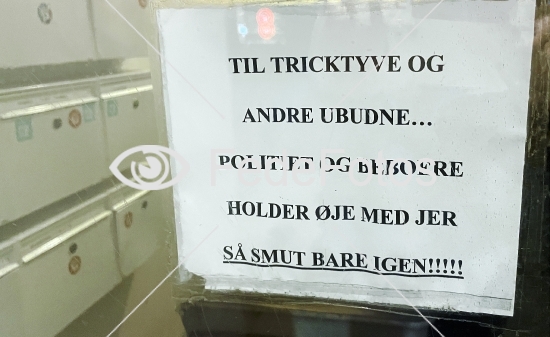 TIL TRICKTYVE OG
ANDRE UBUDNE...
POLITIET OG BEBOERE
HOLDER ØJE MED JER
SÅ SMUT BARE IGEN!!!!!